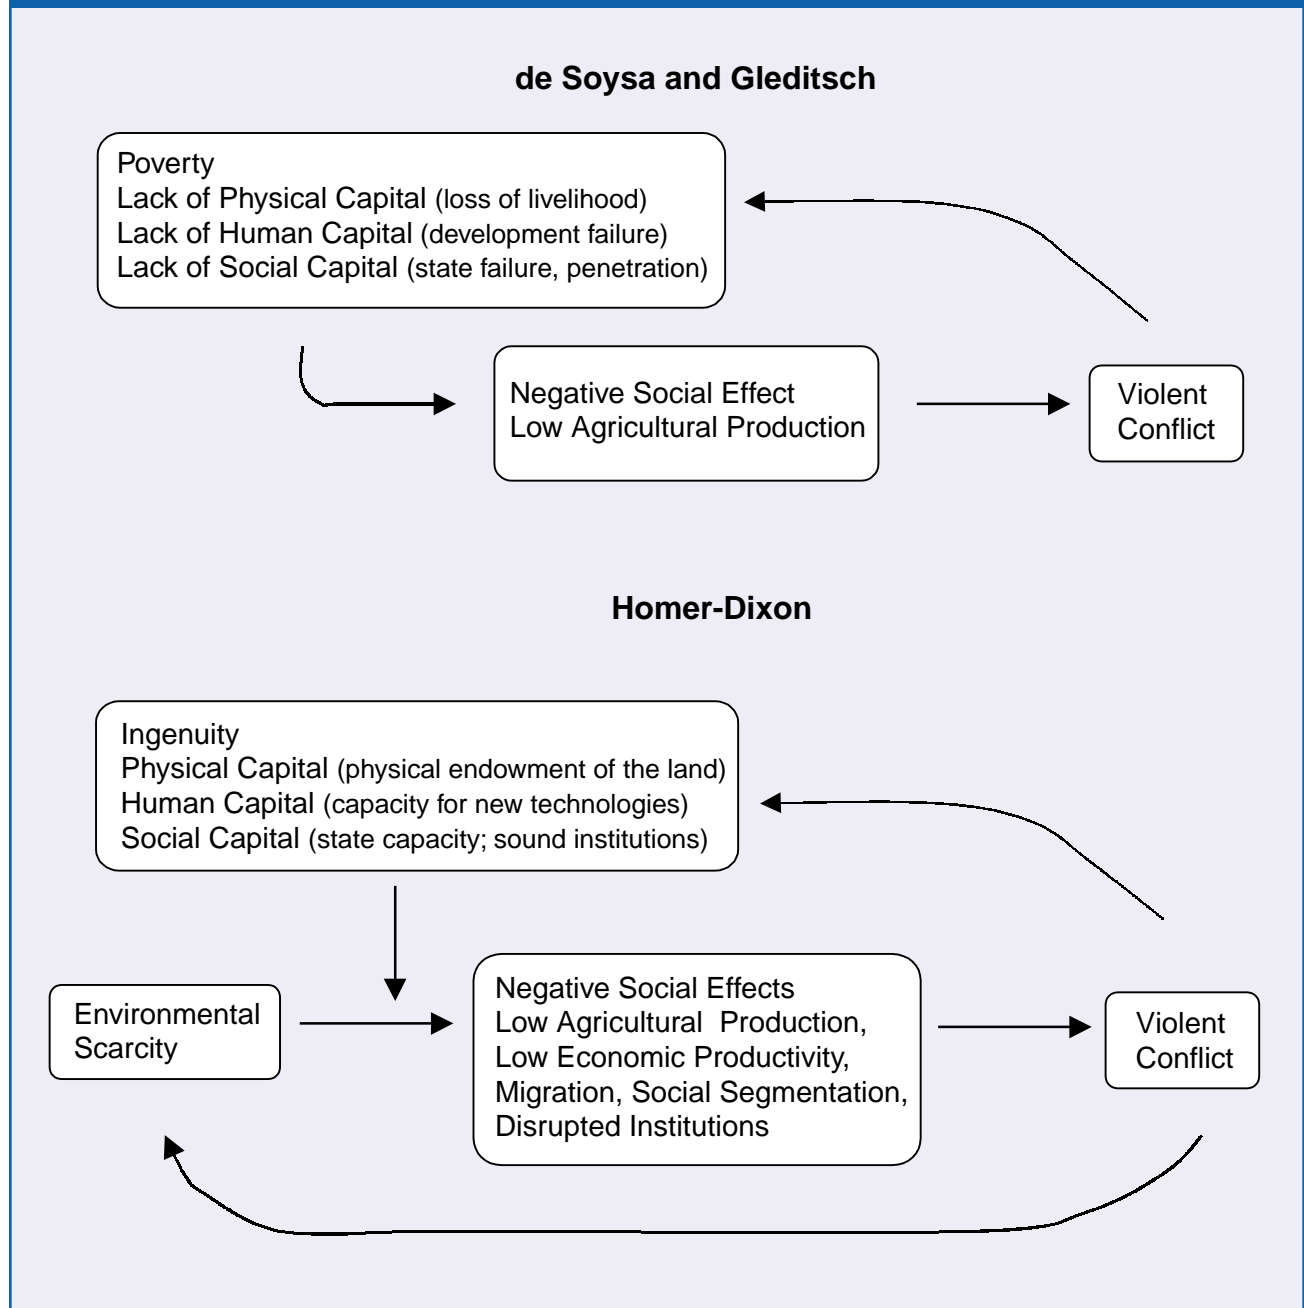 de Soysa and Gleditsch
Poverty
Lack of Physical Capital (loss of livelihood)
Lack of Human Capital (development failure)
Lack of Social Capital (state failure, penetration)
Negative Social Effect
Low Agricultural Production
Violent
Conflict
Homer-Dixon
Ingenuity
Physical Capital (physical endowment of the land)
Human Capital (capacity for new technologies)
Social Capital (state capacity; sound institutions)
Environmental
Scarcity
Negative Social Effects
Low Agricultural Production,
Low Economic Productivity,
Migration, Social Segmentation,
Disrupted Institutions
Violent
Conflict